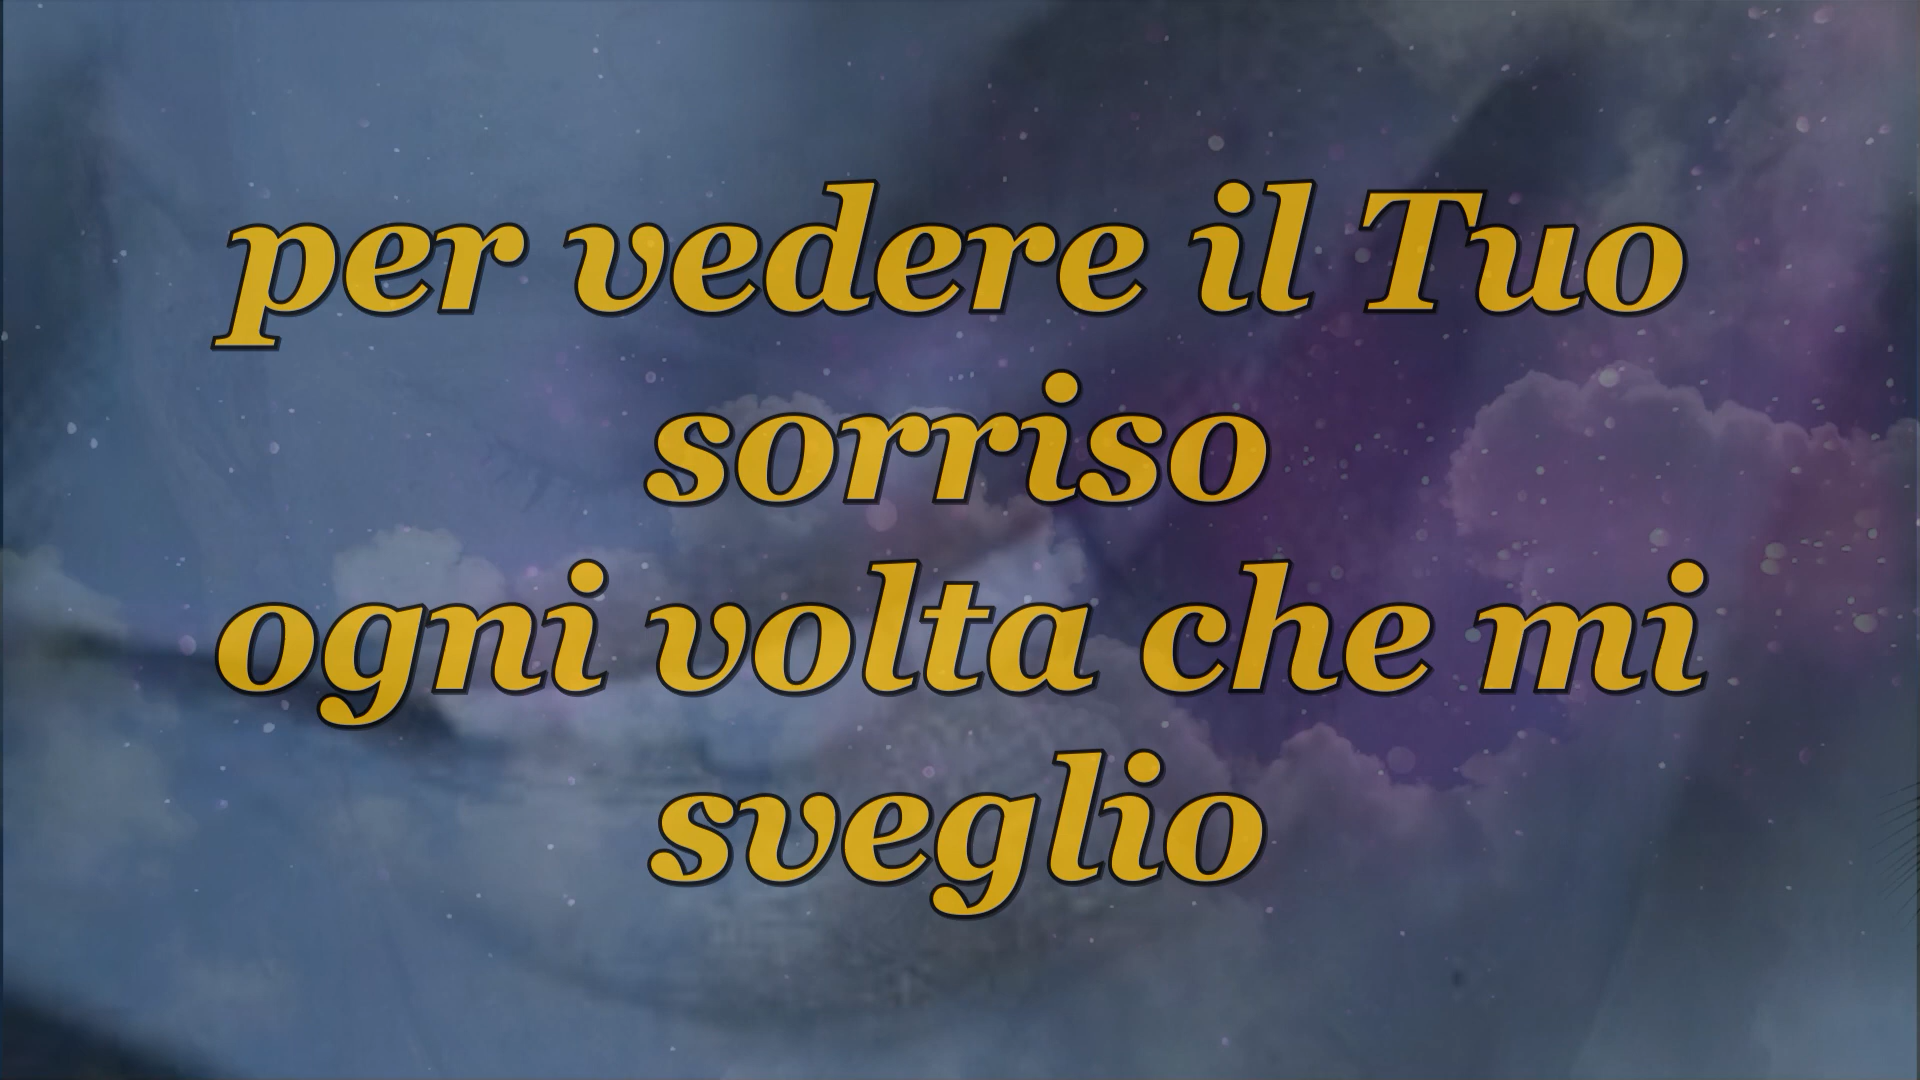 per vedere il Tuo
sorriso
ogni volta che mi
sveglio